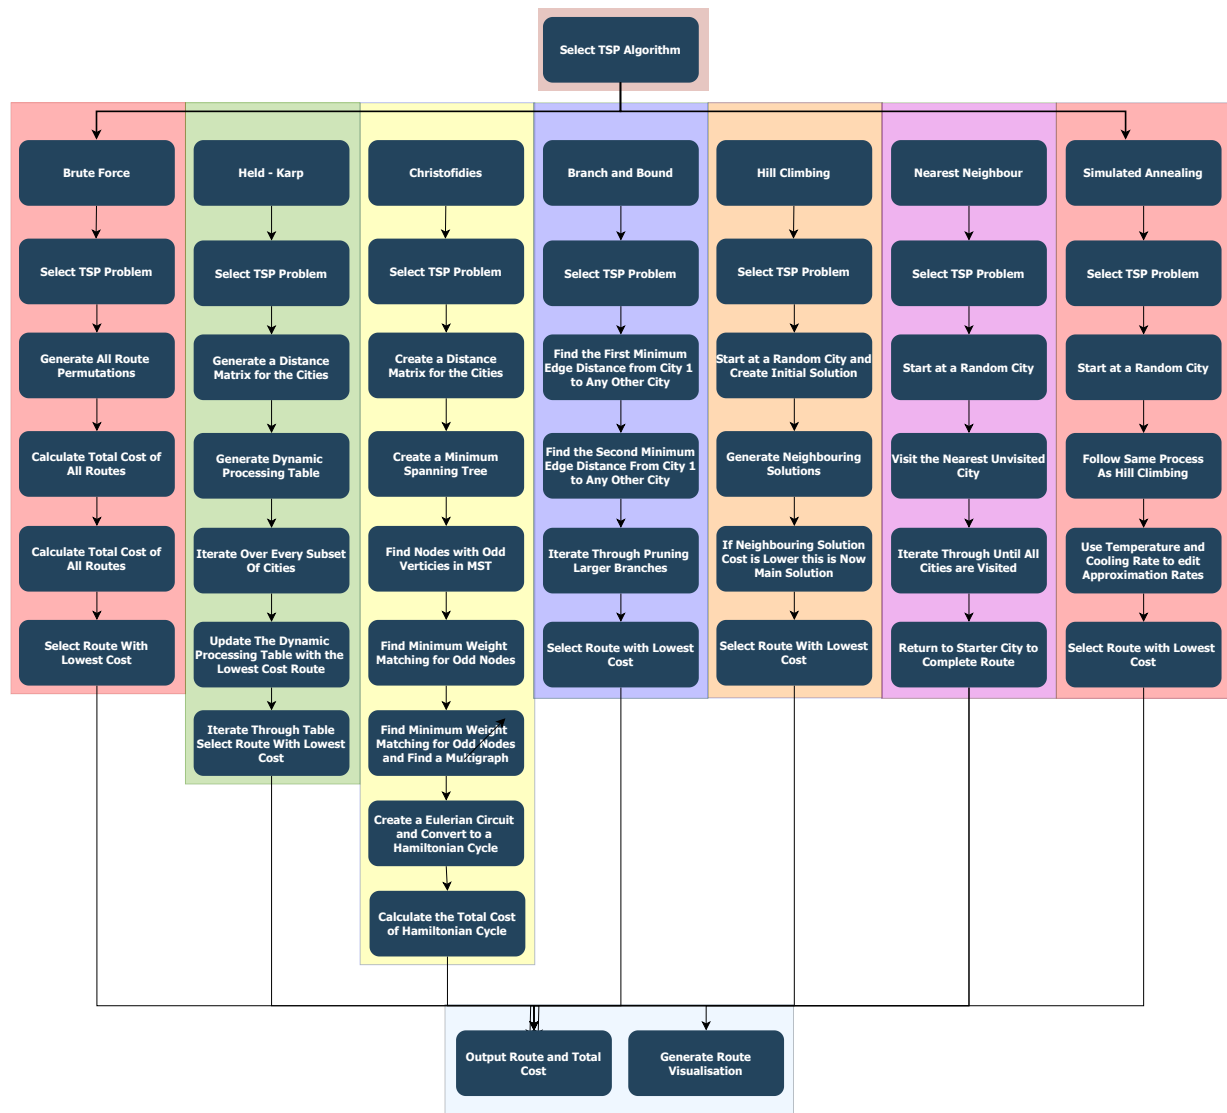 Select TSP Algorithm
Brute Force
Select TSP Problem
Generate All Route
Permutations
Calculate Total Cost of
All Routes
Calculate Total Cost of
All Routes
Select Route With
Lowest Cost
Held - Karp
Select TSP Problem
Generate a Distance
Matrix for the Cities
Generate Dynamic
Processing Table
Iterate Over Every Subset
Of Cities
Update The Dynamic
Processing Table with the
Lowest Cost Route
Iterate Through Table
Select Route With Lowest
Cost
Christofidies
Select TSP Problem
Create a Distance
Matrix for the Cities
Create a Minimum
Spanning Tree
Find Nodes with Odd
Verticies in MST
Find Minimum Weight
Matching for Odd Nodes
Find Minimum Weight
Matching for Odd Nodes
and Find a Multigraph
Create a Eulerian Circuit
and Convert to a
Hamiltonian Cycle
Calculate the Total Cost
of Hamiltonian Cycle
Branch and Bound
Select TSP Problem
Find the First Minimum
Edge Distance from City 1
to Any Other City
Find the Second Minimum
Edge Distance From City 1
to Any Other City
Iterate Through Pruning
Larger Branches
Select Route with Lowest
Cost
Hill Climbing
Select TSP Problem
Start at a Random City and
Create Initial Solution
Generate Neighbouring
Solutions
If Neighbouring Solution
Cost is Lower this is Now
Main Solution
Select Route With Lowest
Cost
Nearest Neighbour
Select TSP Problem
Start at a Random City
Visit the Nearest Unvisited
City
Iterate Through Until All
Cities are Visited
Return to Starter City to
Complete Route
Simulated Annealing
Select TSP Problem
Start at a Random City
Follow Same Process
As Hill Climbing
Use Temperature and
Cooling Rate to edit
Approximation Rates
Select Route with Lowest
Cost
Output Route and Total
Cost
Generate Route
Visualisation